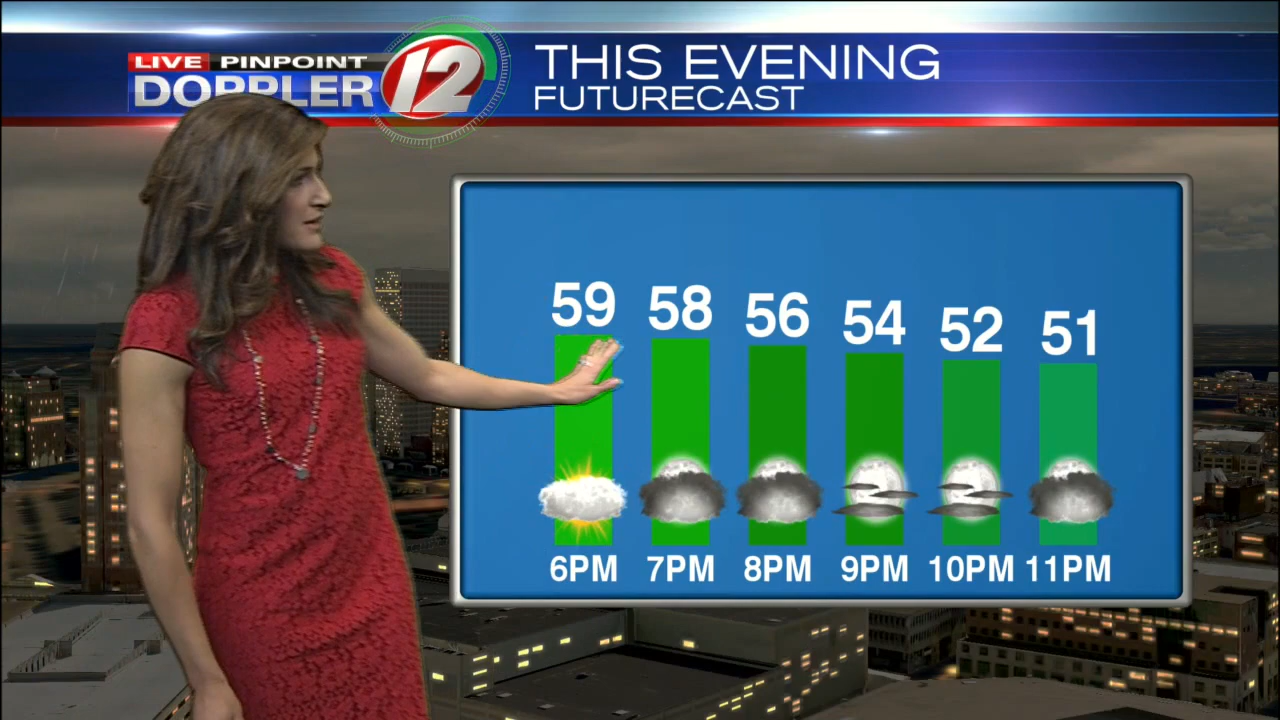 LIVE PINPOINT
DOPPLER 12
THIS EVENING
FUTURECAST
59 58 56 54 52 51
6PM 7PM 8PM 9PM 10PM 11PM